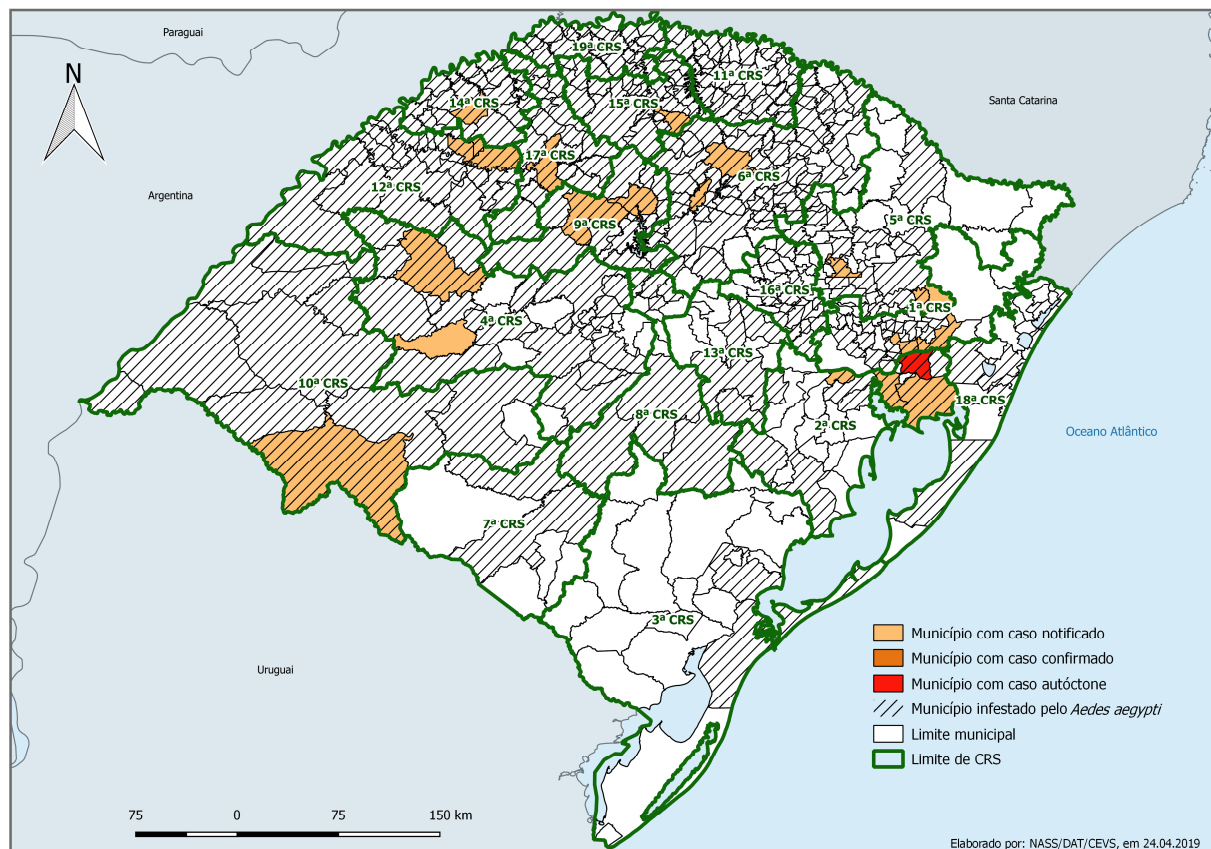 Paraguai
N
19ª CRS
11ª CRS
14ª CRS
15ª CRS
Santa Catarina
17ª CRS
6ª CRS
12ª CRS
Argentina
9ª CRS
5ª CRS
16ª CRS
1ª CRS
4ª CRS
13ª CRS
10ª CRS
18ª CRS
8ª CRS
2ª CRS
Oceano Atlântico
7ª CRS
3ª CRS
Uruguai
Município com caso notificado
Município com caso confirmado
Município com caso autóctone
Município infestado pelo Aedes aegypti
Limite municipal
Limite de CRS
75 0 75 150 km
Elaborado por: NASS/DAT/CEVS, em 24.04.2019